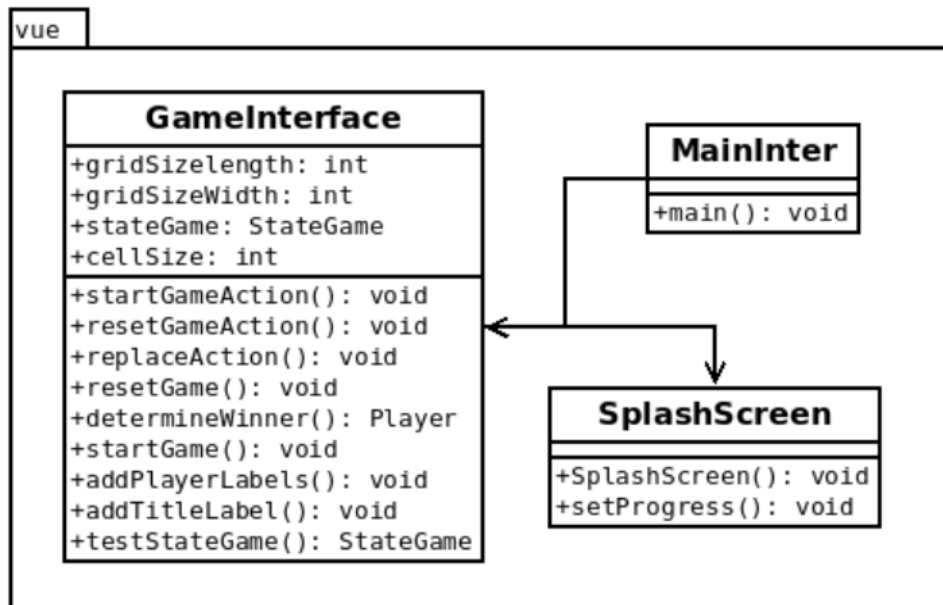 vue
GameInterface
+gridSizelength: int
+gridSizeWidth: int
+stateGame: StateGame
+cellSize: int
+startGameAction(): void
+resetGameAction(): void
+replaceAction(): void
+resetGame(): void
+determineWinner(): Player
+startGame(): void
+addPlayerLabels(): void
+addTitleLabel(): void
+testStateGame(): StateGame
MainInter
+main(): void
SplashScreen
+SplashScreen(): void
+setProgress(): void